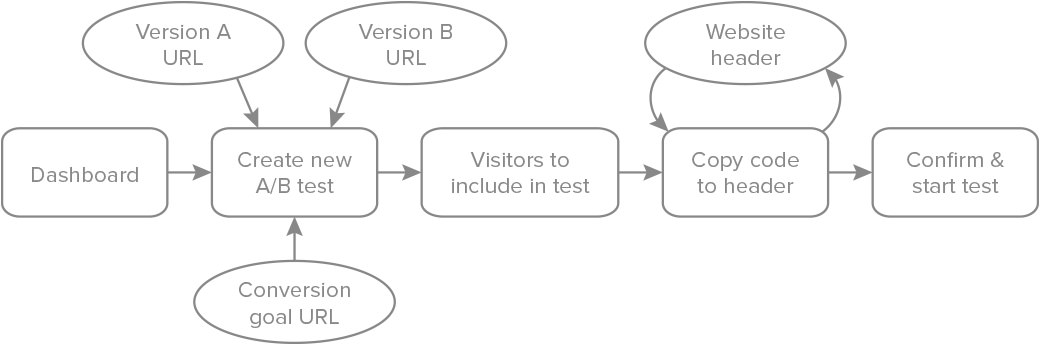 Version A
URL
Version B
URL
Website
header
Dashboard
Create new
A/B test
Visitors to
include in test
Copy code
to header
Confirm &
start test
Conversion
goal URL